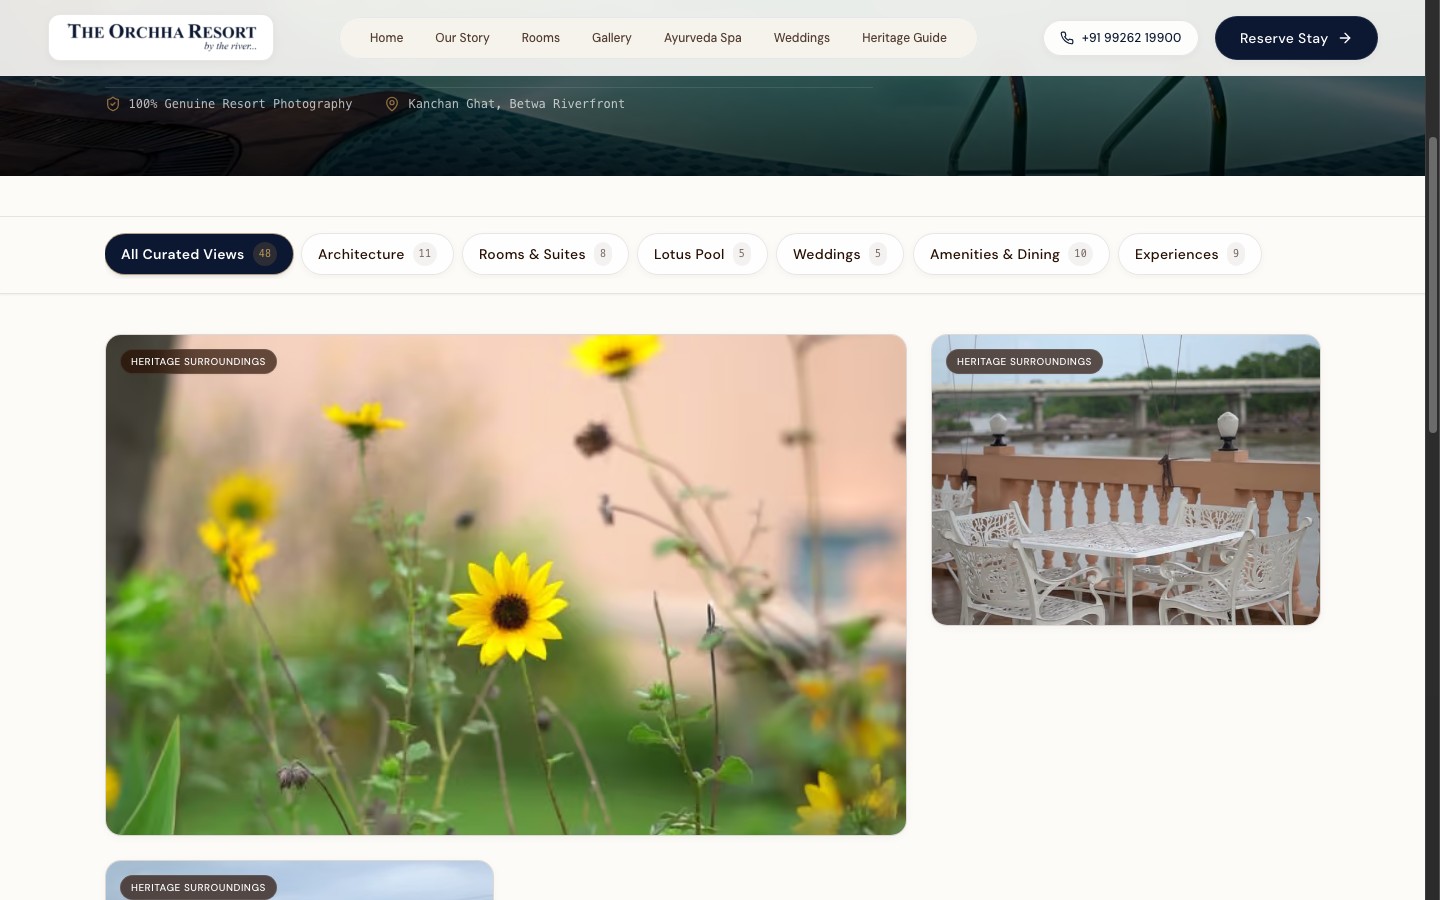 THE ORCHHA RESORT
by the river...
Home
Our Story
Rooms
Gallery
Ayurveda Spa
Weddings
Heritage Guide
+91 99262 19900
Reserve Stay
100% Genuine Resort Photography
Kanchan Ghat, Betwa Riverfront
All Curated Views 48
Architecture 11
Rooms & Suites 8
Lotus Pool 5
Weddings 5
Amenities & Dining 10
Experiences 9
HERITAGE SURROUNDINGS
HERITAGE SURROUNDINGS
HERITAGE SURROUNDINGS